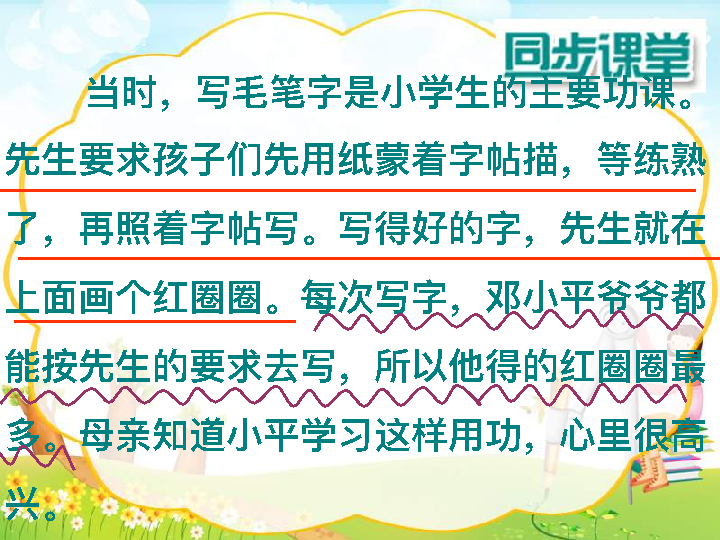 同步课堂
当时，写毛笔字是小学生的主要功课。
先生要求孩子们先用纸蒙着字帖描，等练熟
了，再照着字帖写。写得好的字，先生就在
上面画个红圈圈。每次写字，邓小平爷爷都
能按先生的要求去写，所以他得的红圈圈最
多。母亲知道小平学习这样用功，心里很高
兴。